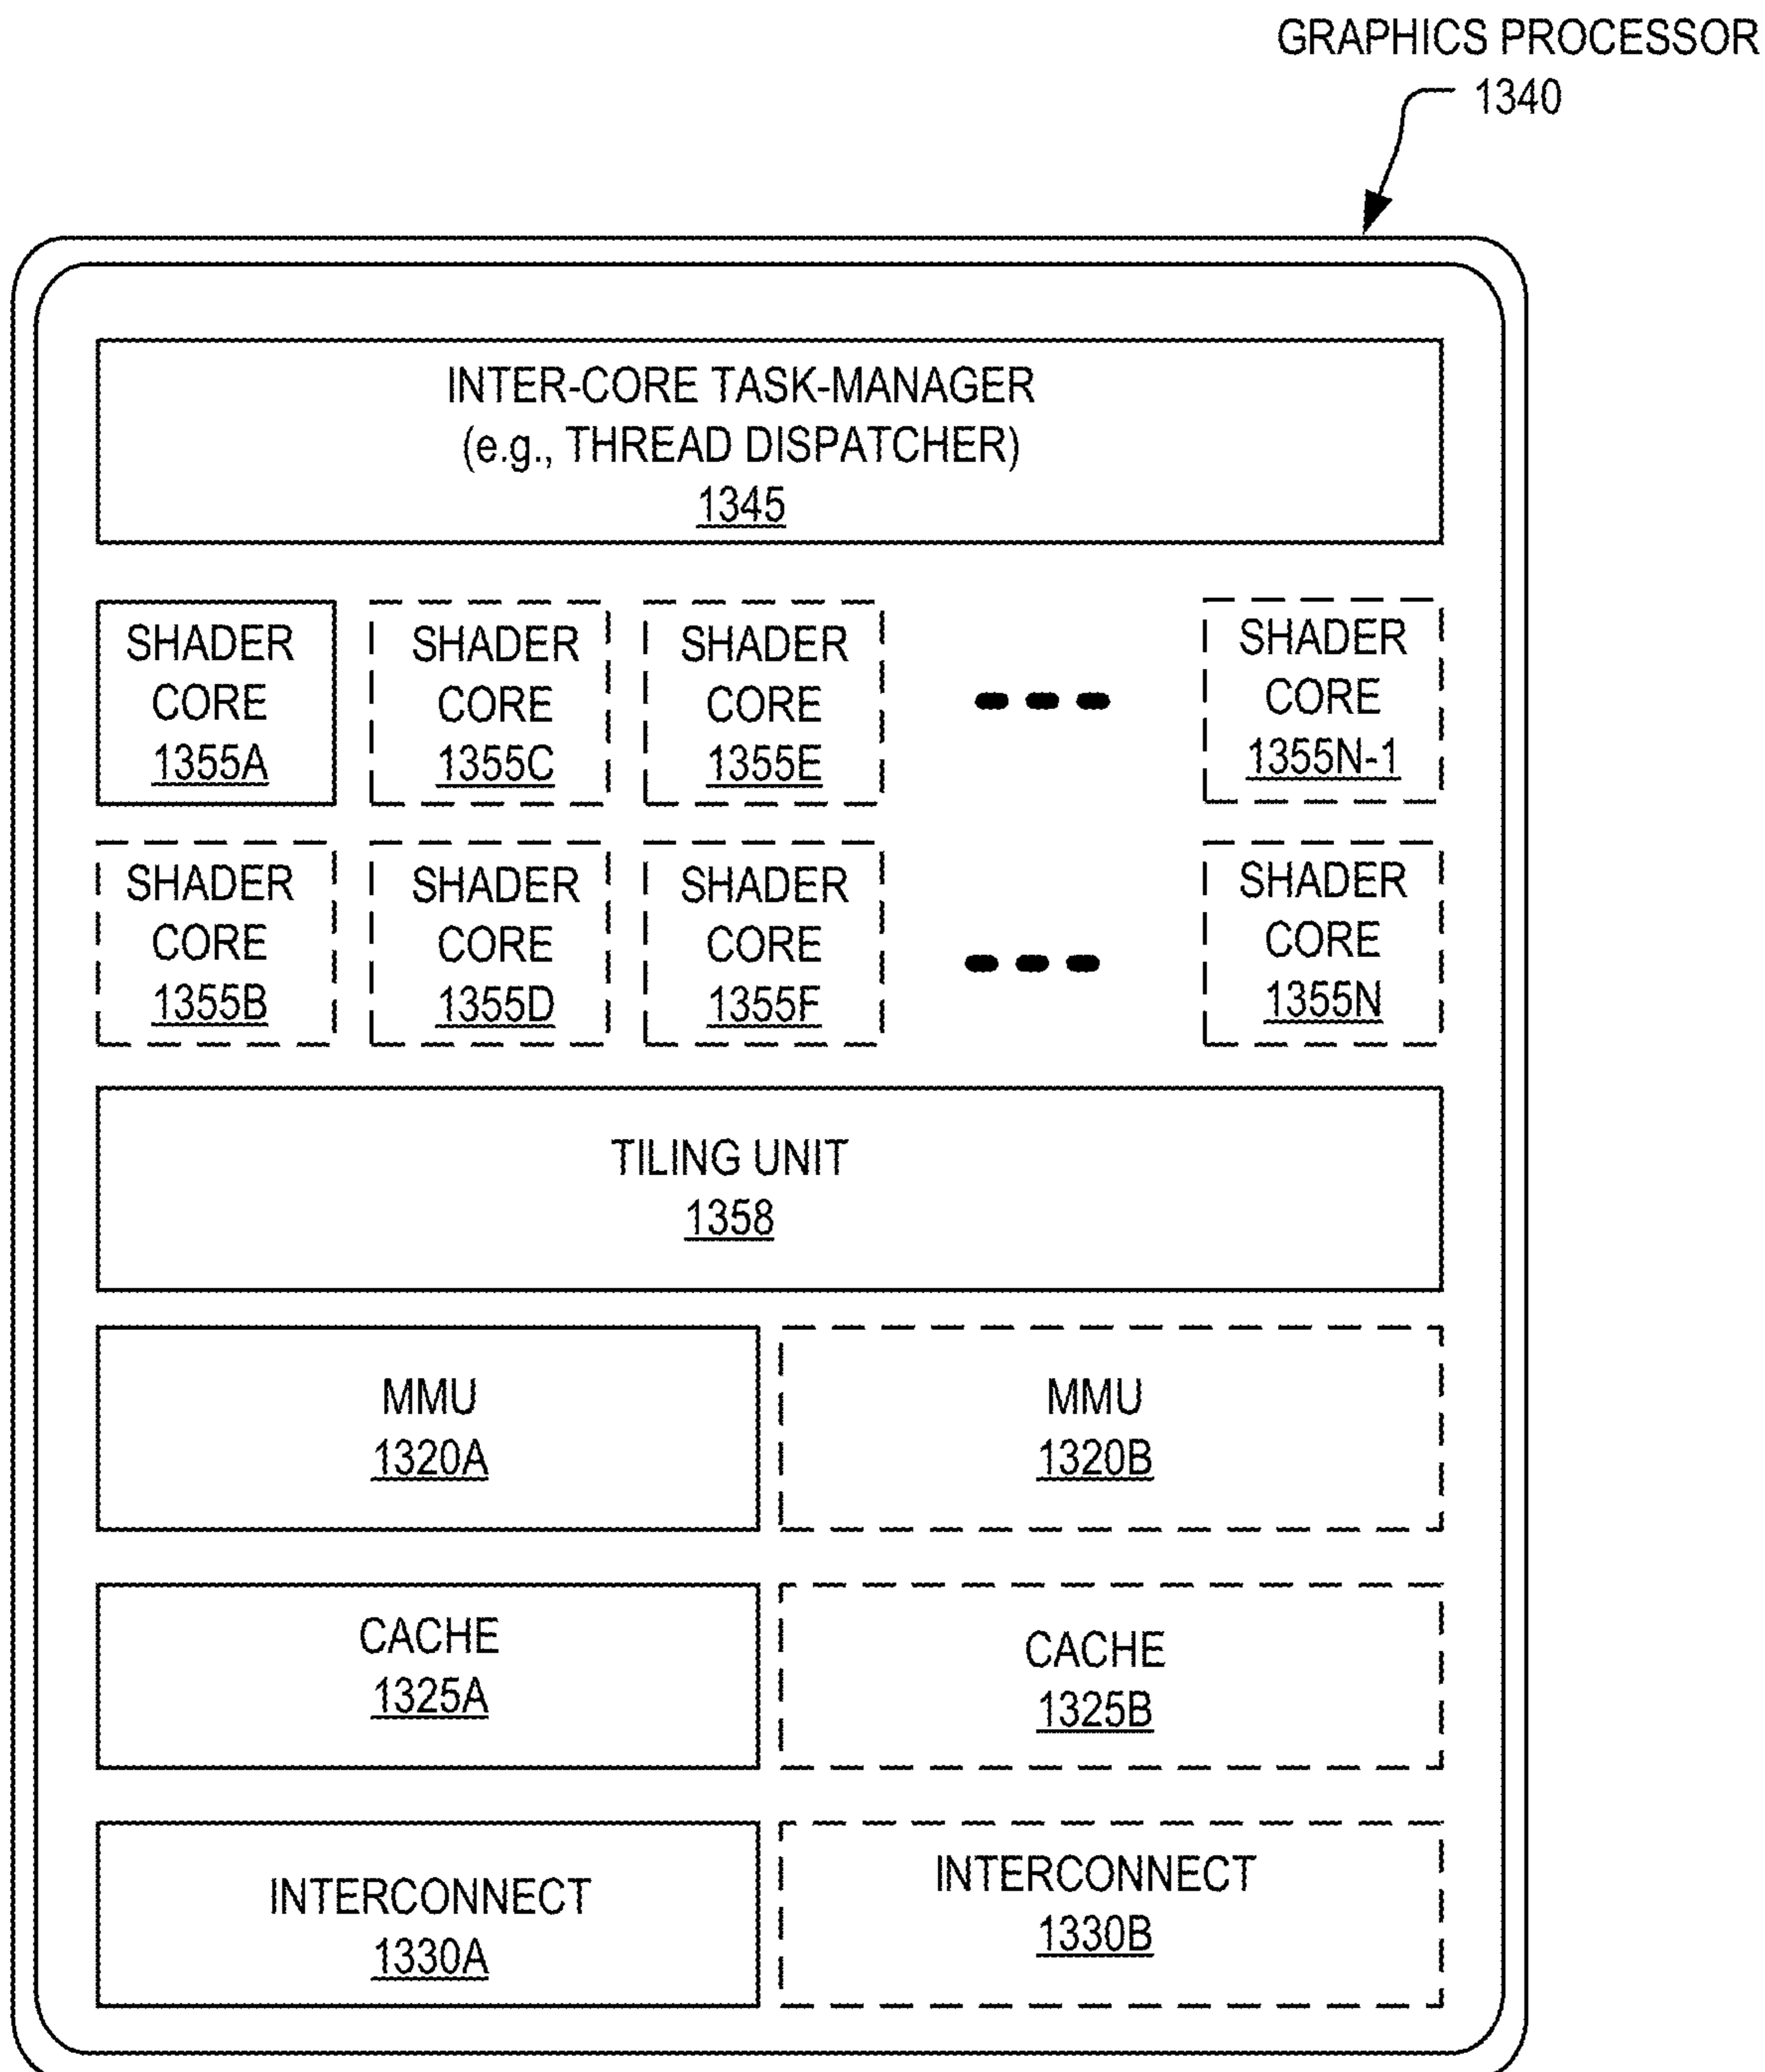 GRAPHICS PROCESSOR
1340
INTER-CORE TASK-MANAGER
(e.g., THREAD DISPATCHER)
1345
SHADER
CORE
1355A
SHADER
CORE
1355C
SHADER
CORE
1355E
SHADER
CORE
1355N-1
SHADER
CORE
1355B
SHADER
CORE
1355D
SHADER
CORE
1355F
SHADER
CORE
1355N
TILING UNIT
1358
MMU
1320A
MMU
1320B
CACHE
1325A
CACHE
1325B
INTERCONNECT
1330A
INTERCONNECT
1330B